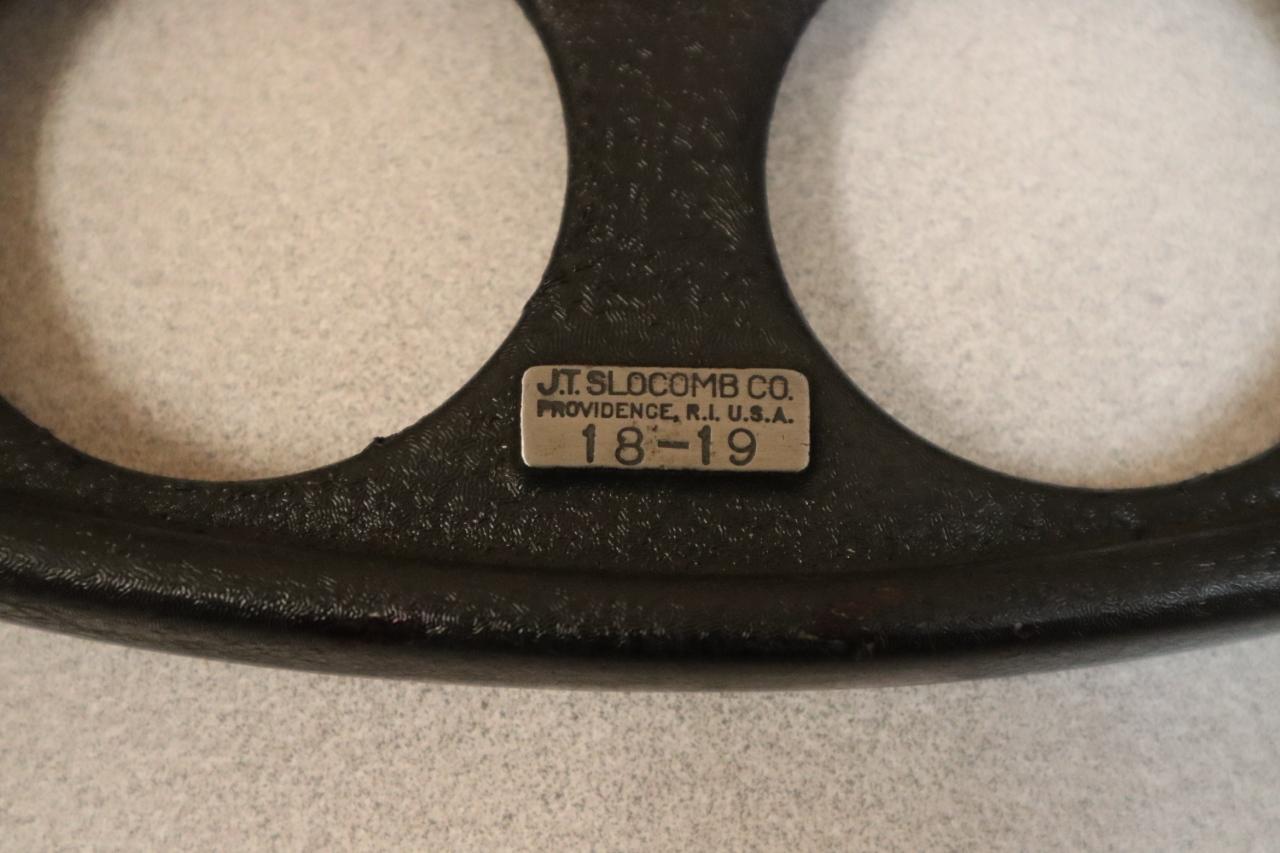 J.T. SLOCOMB CO.
PROVIDENCE, R.I. U.S.A.
18-19